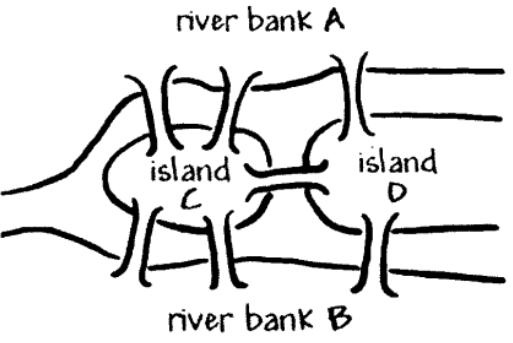 river bank A
island
C
island
D
river bank B